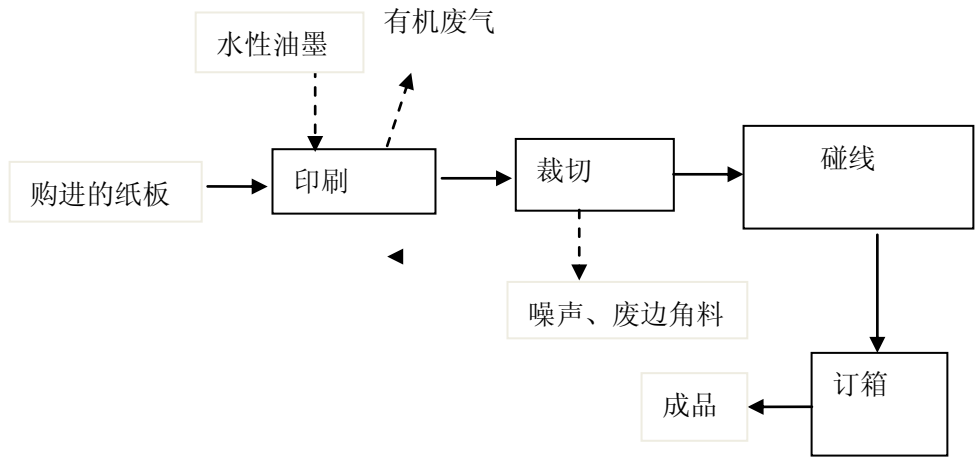 有机废气
水性油墨
购进的纸板
印刷
裁切
碰线
噪声、废边角料
订箱
成品